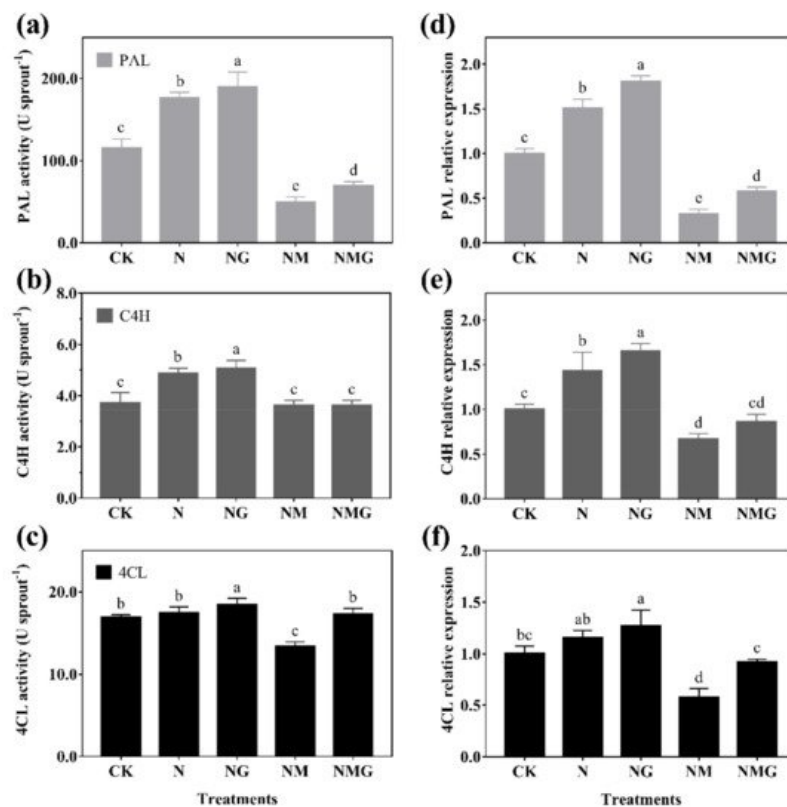 (a)
PAL
PAL activity (U sprout⁻¹)
200.0
100.0
0.0
c b a e d
CK N NG NM NMG
(b)
C4H
C4H activity (U sprout⁻¹)
8.0
6.0
4.0
2.0
0.0
c b a c c
CK N NG NM NMG
(c)
4CL
4CL activity (U sprout⁻¹)
20.0
10.0
0.0
b b a c b
CK N NG NM NMG
Treatments
(d)
PAL relative expression
2.0
1.5
1.0
0.5
0.0
c b a e d
CK N NG NM NMG
(e)
C4H relative expression
2.0
1.5
1.0
0.5
0.0
c b a d cd
CK N NG NM NMG
(f)
4CL relative expression
2.0
1.5
1.0
0.5
0.0
bc ab a d c
CK N NG NM NMG
Treatments